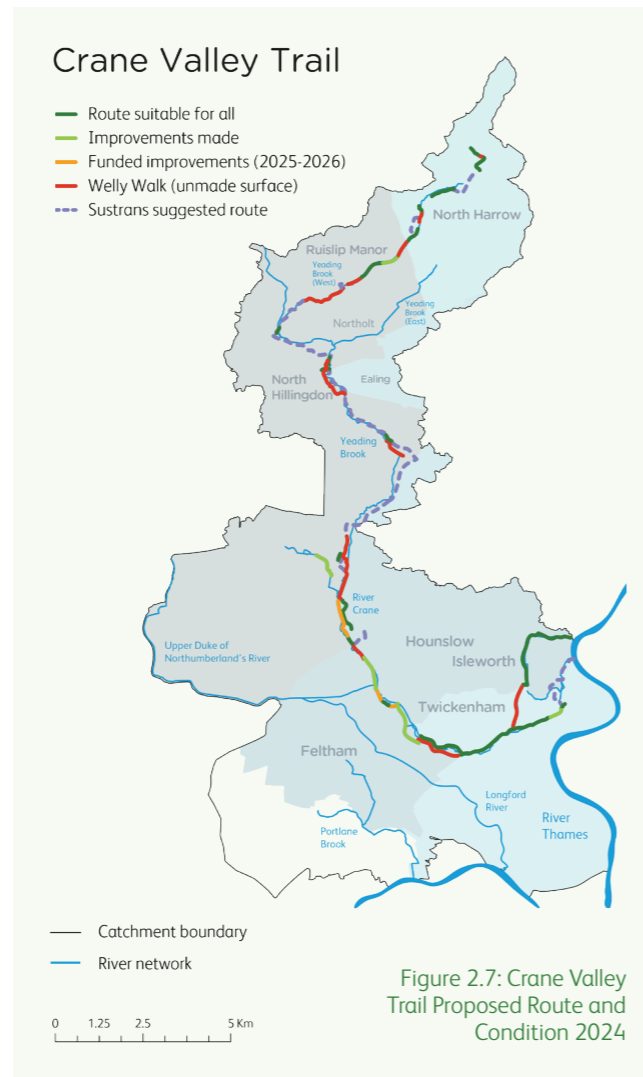 Crane Valley Trail
Route suitable for all
Improvements made
Funded improvements (2025-2026)
Welly Walk (unmade surface)
Sustrans suggested route
North Harrow
Ruislip Manor
Yeading
Brook
(West)
Yeading
Brook
(East)
Northolt
North
Hillingdon
Ealing
Yeading
Brook
River
Crane
Upper Duke of
Northumberland's River
Hounslow
Isleworth
Twickenham
Feltham
Longford
River
River
Thames
Portlane
Brook
Catchment boundary
River network
0 1.25 2.5 5 Km
Figure 2.7: Crane Valley
Trail Proposed Route and
Condition 2024